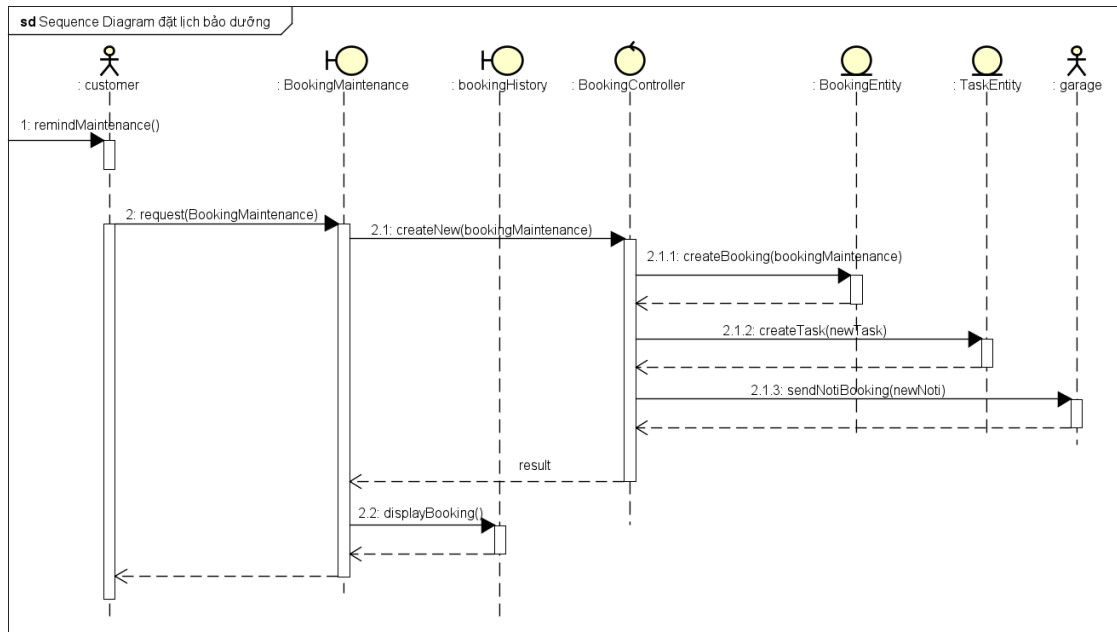 sd Sequence Diagram đặt lịch bảo dưỡng
: customer
: BookingMaintenance
: bookingHistory
: BookingController
: BookingEntity
: TaskEntity
: garage
1: remindMaintenance()
2: request(BookingMaintenance)
2.1: createNew(bookingMaintenance)
2.1.1: createBooking(bookingMaintenance)
2.1.2: createTask(newTask)
2.1.3: sendNotiBooking(newNoti)
result
2.2: displayBooking()